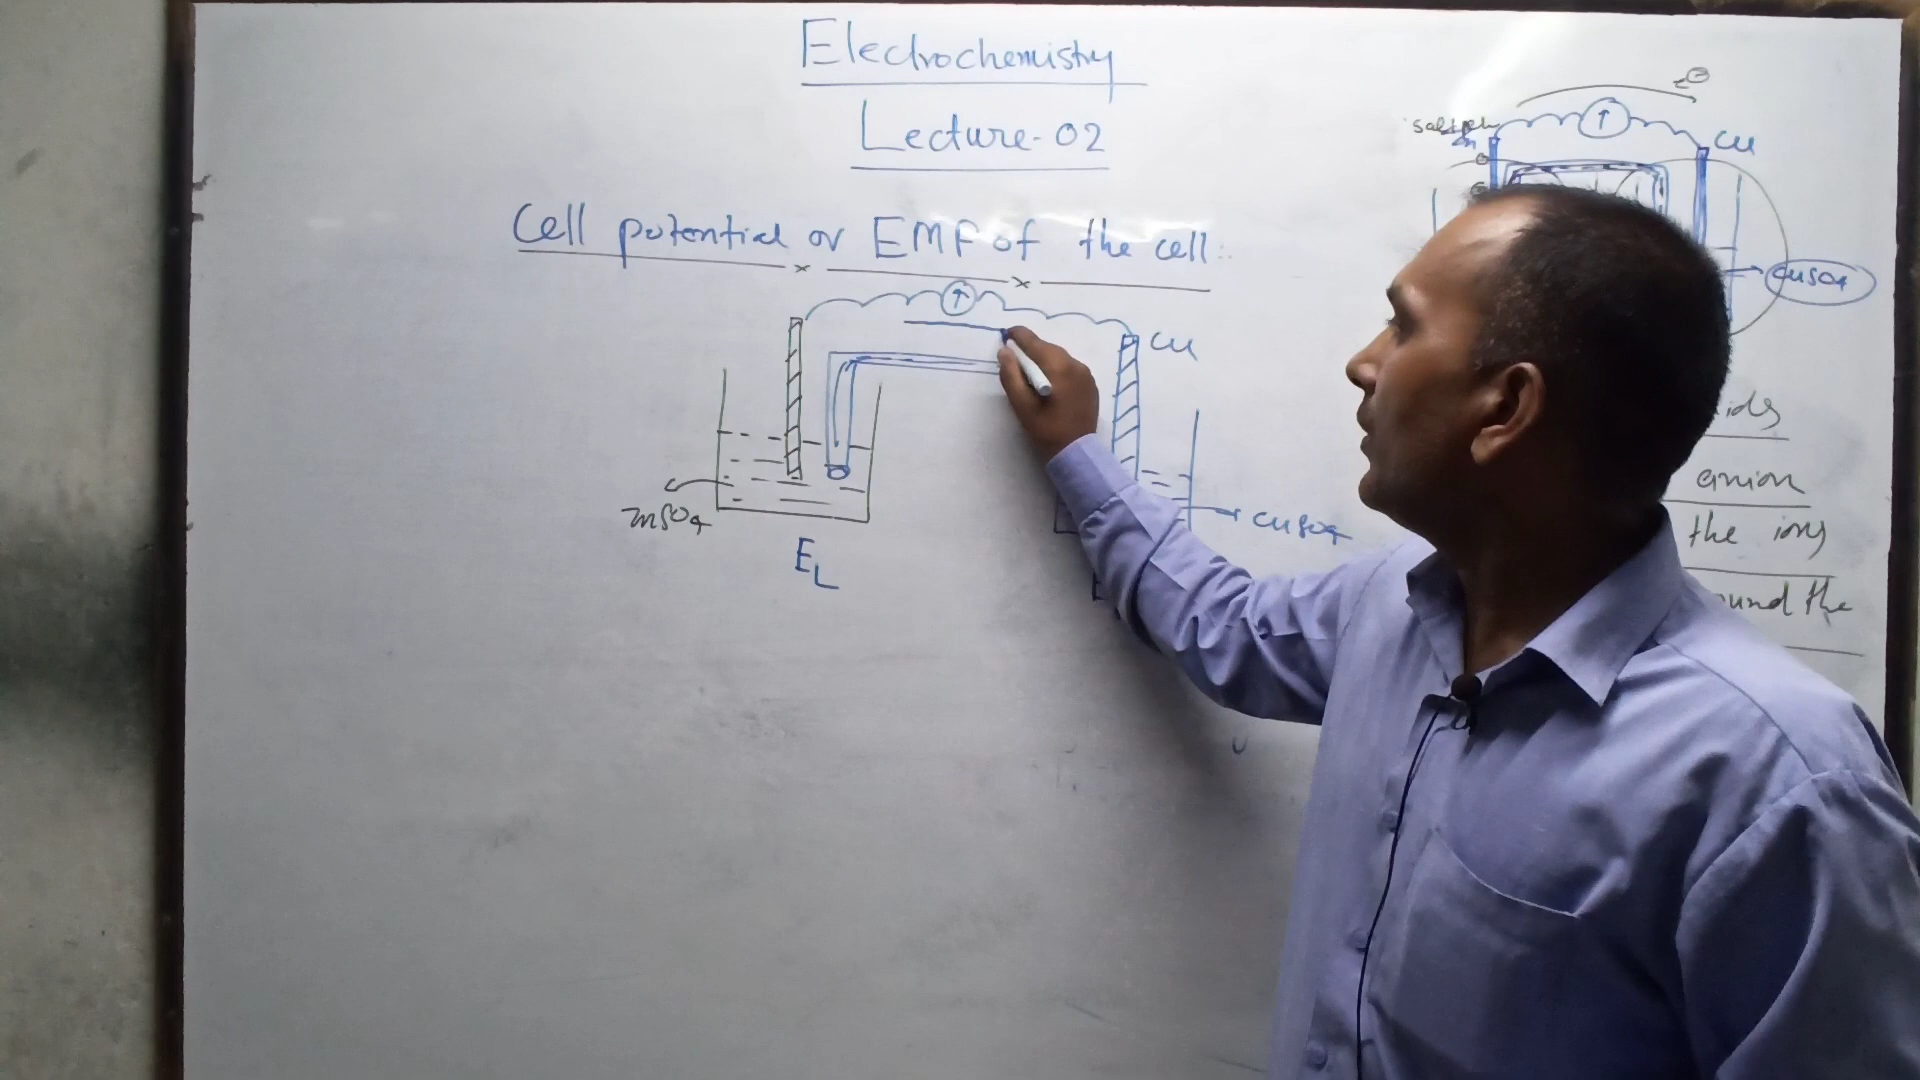 Electrochemistry
Lecture-02
Cell potential or EMF of the cell:
e⊖
Cu
CuSO4
Cu
ZnSO4
CuSO4
EL
anion
the ions
the